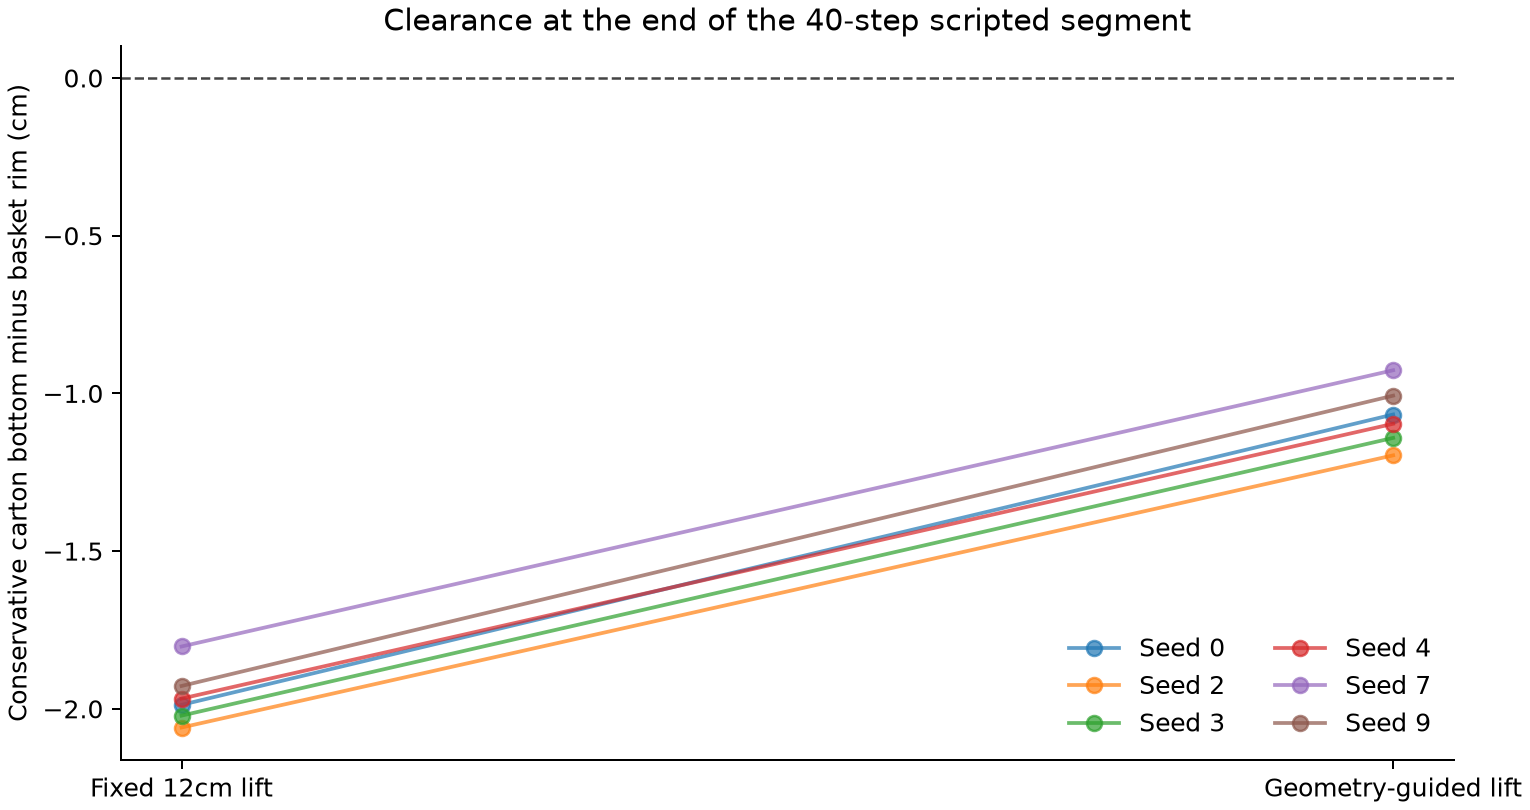 Clearance at the end of the 40-step scripted segment
Conservative carton bottom minus basket rim (cm)
0.0
−0.5
−1.0
−1.5
−2.0
Fixed 12cm lift
Geometry-guided lift
Seed 0
Seed 2
Seed 3
Seed 4
Seed 7
Seed 9